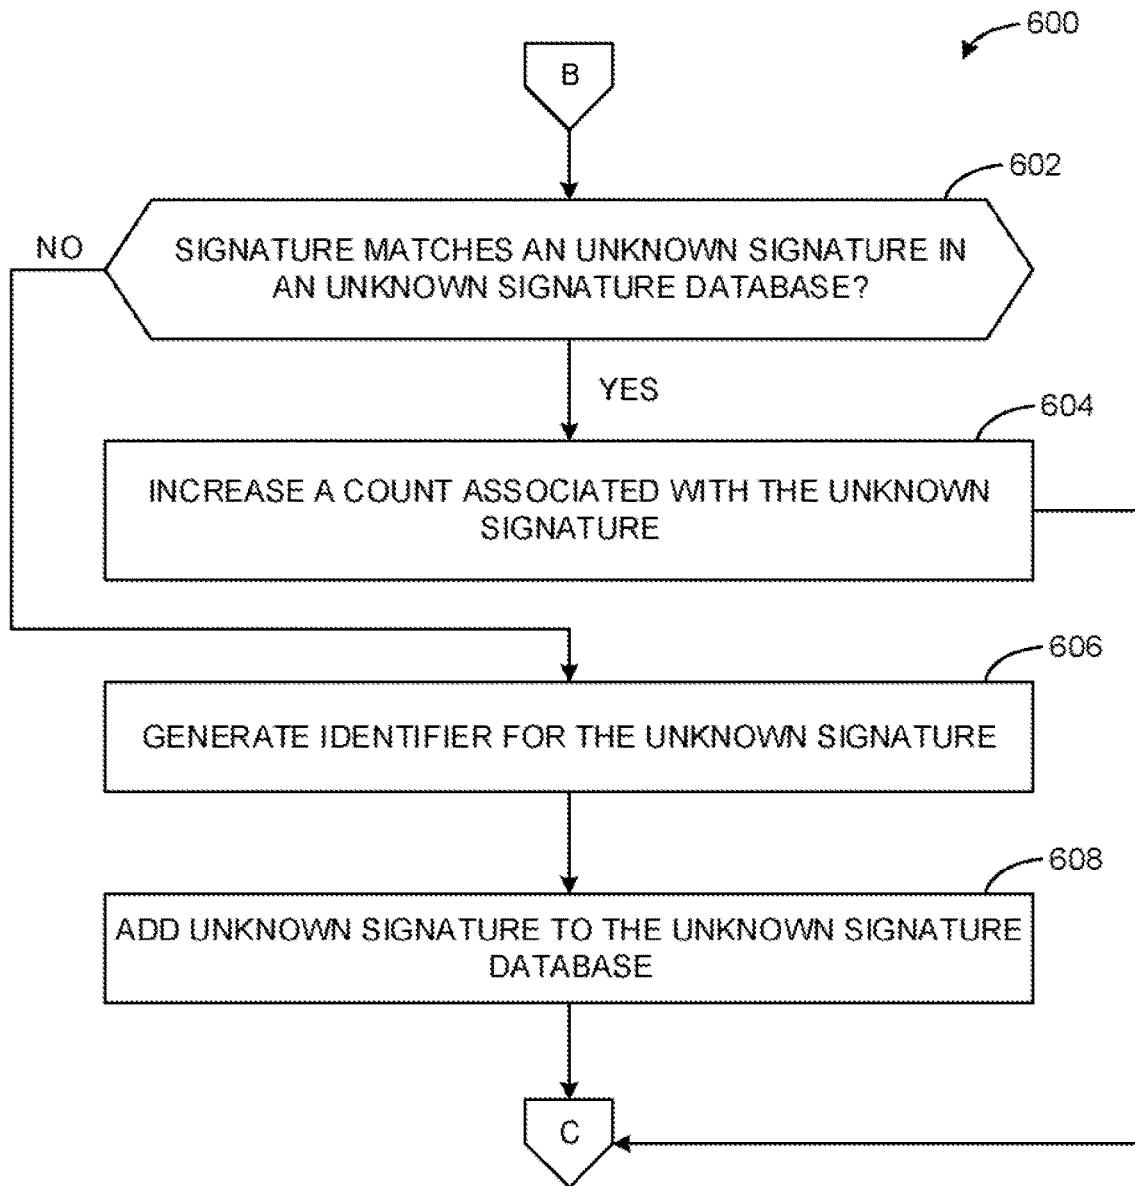 600
B
602
NO
SIGNATURE MATCHES AN UNKNOWN SIGNATURE IN
AN UNKNOWN SIGNATURE DATABASE?
YES
604
INCREASE A COUNT ASSOCIATED WITH THE UNKNOWN
SIGNATURE
606
GENERATE IDENTIFIER FOR THE UNKNOWN SIGNATURE
608
ADD UNKNOWN SIGNATURE TO THE UNKNOWN SIGNATURE
DATABASE
C